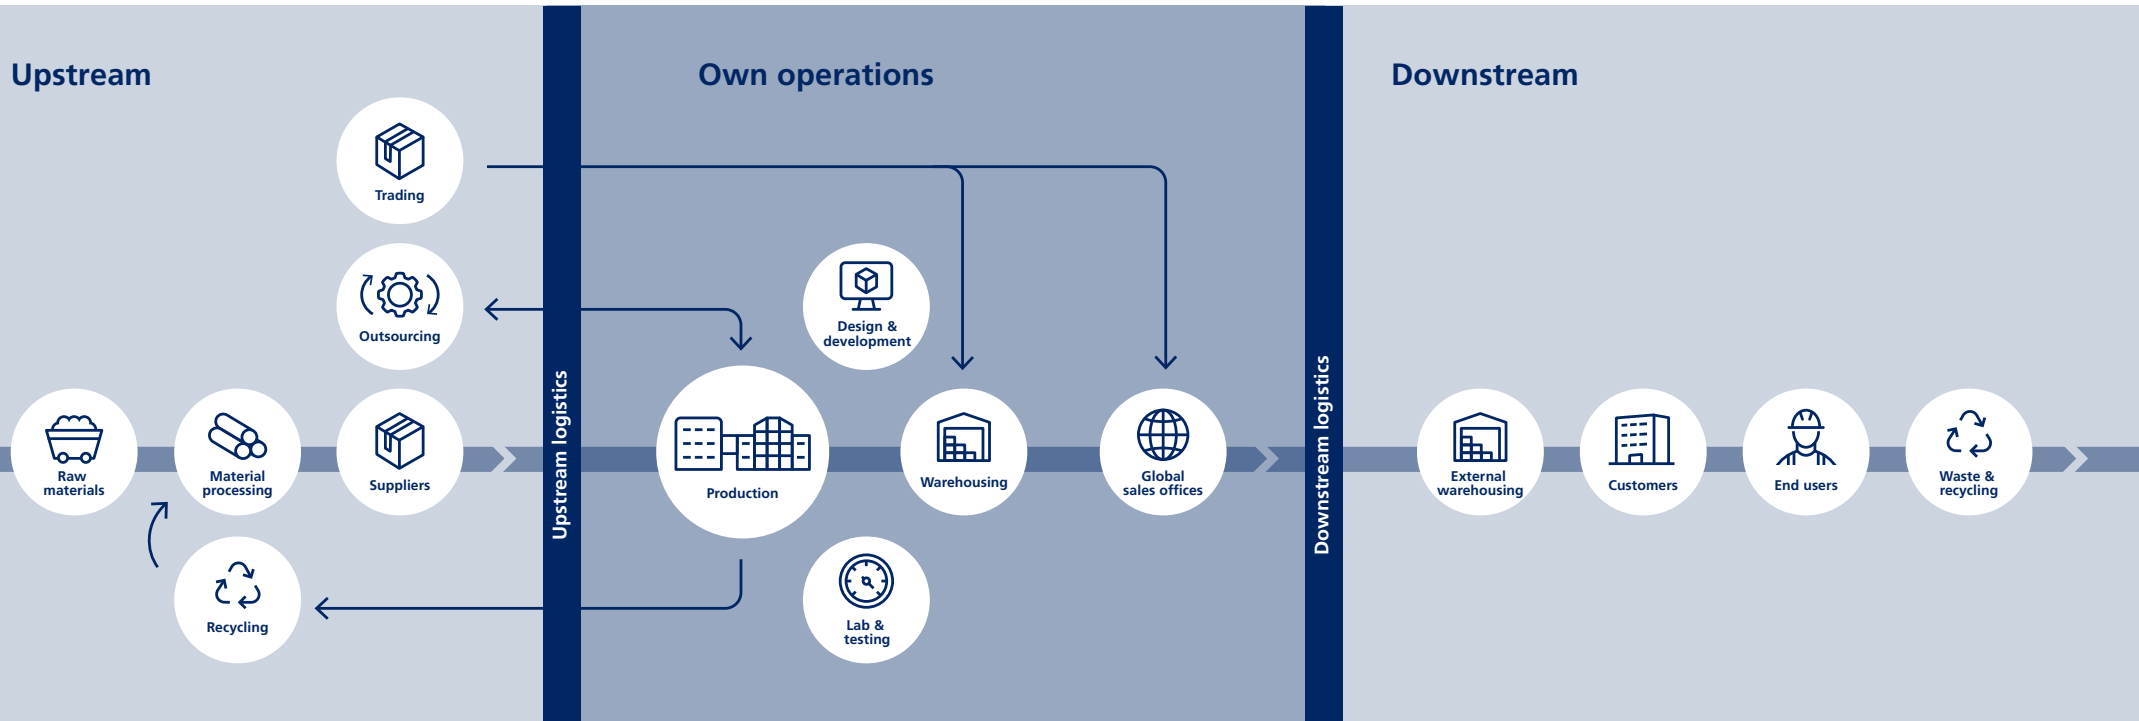 Upstream
Own operations
Downstream
Trading
Outsourcing
Design &
development
Raw
materials
Material
processing
Suppliers
Upstream logistics
Production
Warehousing
Global
sales offices
Downstream logistics
External
warehousing
Customers
End users
Waste &
recycling
Recycling
Lab &
testing